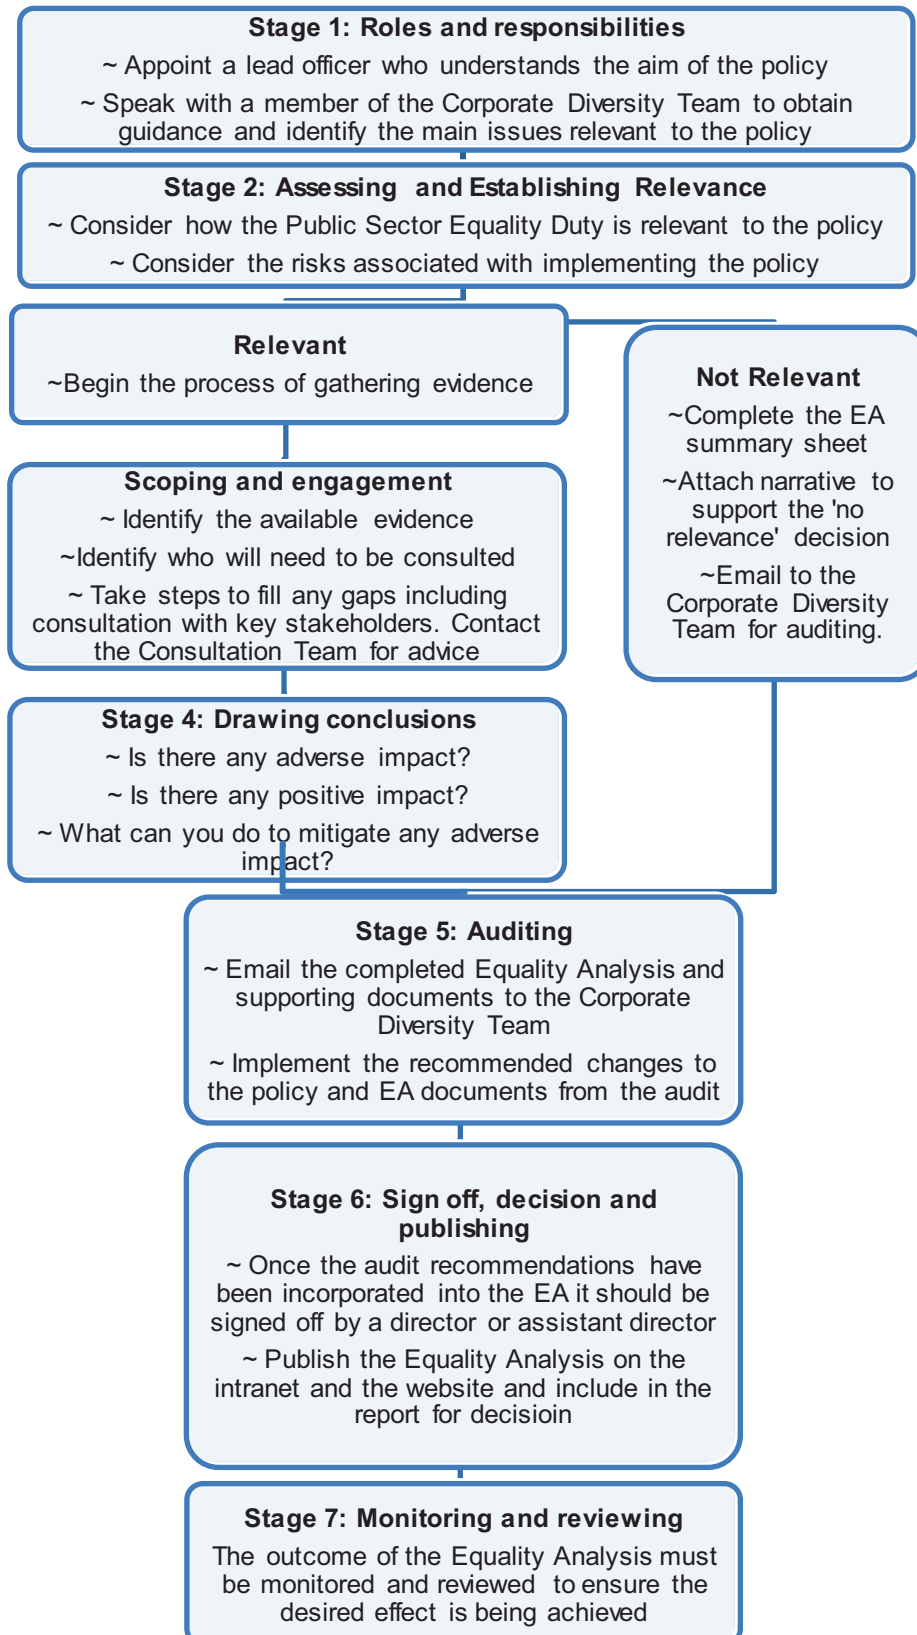 Stage 1: Roles and responsibilities
~ Appoint a lead officer who understands the aim of the policy
~ Speak with a member of the Corporate Diversity Team to obtain
guidance and identify the main issues relevant to the policy
Stage 2: Assessing and Establishing Relevance
~ Consider how the Public Sector Equality Duty is relevant to the policy
~ Consider the risks associated with implementing the policy
Relevant
~Begin the process of gathering evidence
Not Relevant
~Complete the EA
summary sheet
~Attach narrative to
support the 'no
relevance' decision
~Email to the
Corporate Diversity
Team for auditing.
Scoping and engagement
~ Identify the available evidence
~Identify who will need to be consulted
~ Take steps to fill any gaps including
consultation with key stakeholders. Contact
the Consultation Team for advice
Stage 4: Drawing conclusions
~ Is there any adverse impact?
~ Is there any positive impact?
~ What can you do to mitigate any adverse
impact?
Stage 5: Auditing
~ Email the completed Equality Analysis and
supporting documents to the Corporate
Diversity Team
~ Implement the recommended changes to
the policy and EA documents from the audit
Stage 6: Sign off, decision and
publishing
~ Once the audit recommendations have
been incorporated into the EA it should be
signed off by a director or assistant director
~ Publish the Equality Analysis on the
intranet and the website and include in the
report for decisioin
Stage 7: Monitoring and reviewing
The outcome of the Equality Analysis must
be monitored and reviewed to ensure the
desired effect is being achieved